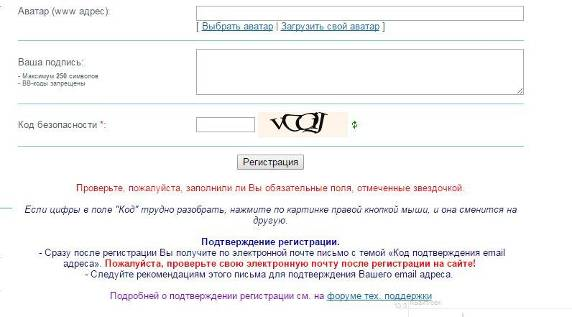 Аватар (www адрес):
[ Выбрать аватар | Загрузить свой аватар ]
Ваша подпись:
- Максимум 250 символов
- BB-коды запрещены
Код безопасности *:
Регистрация
Проверьте, пожалуйста, заполнили ли Вы обязательные поля, отмеченные звездочкой.
Если цифры в поле "Код" трудно разобрать, нажмите по картинке правой кнопкой мыши, и она сменится на
другую.
Подтверждение регистрации.
- Сразу после регистрации Вы получите по электронной почте письмо с темой «Код подтверждения email
адреса». Пожалуйста, проверьте свою электронную почту после регистрации на сайте!
- Следуйте рекомендациям этого письма для подтверждения Вашего email адреса.
Подробней о подтверждении регистрации см. на форуме тех. поддержки